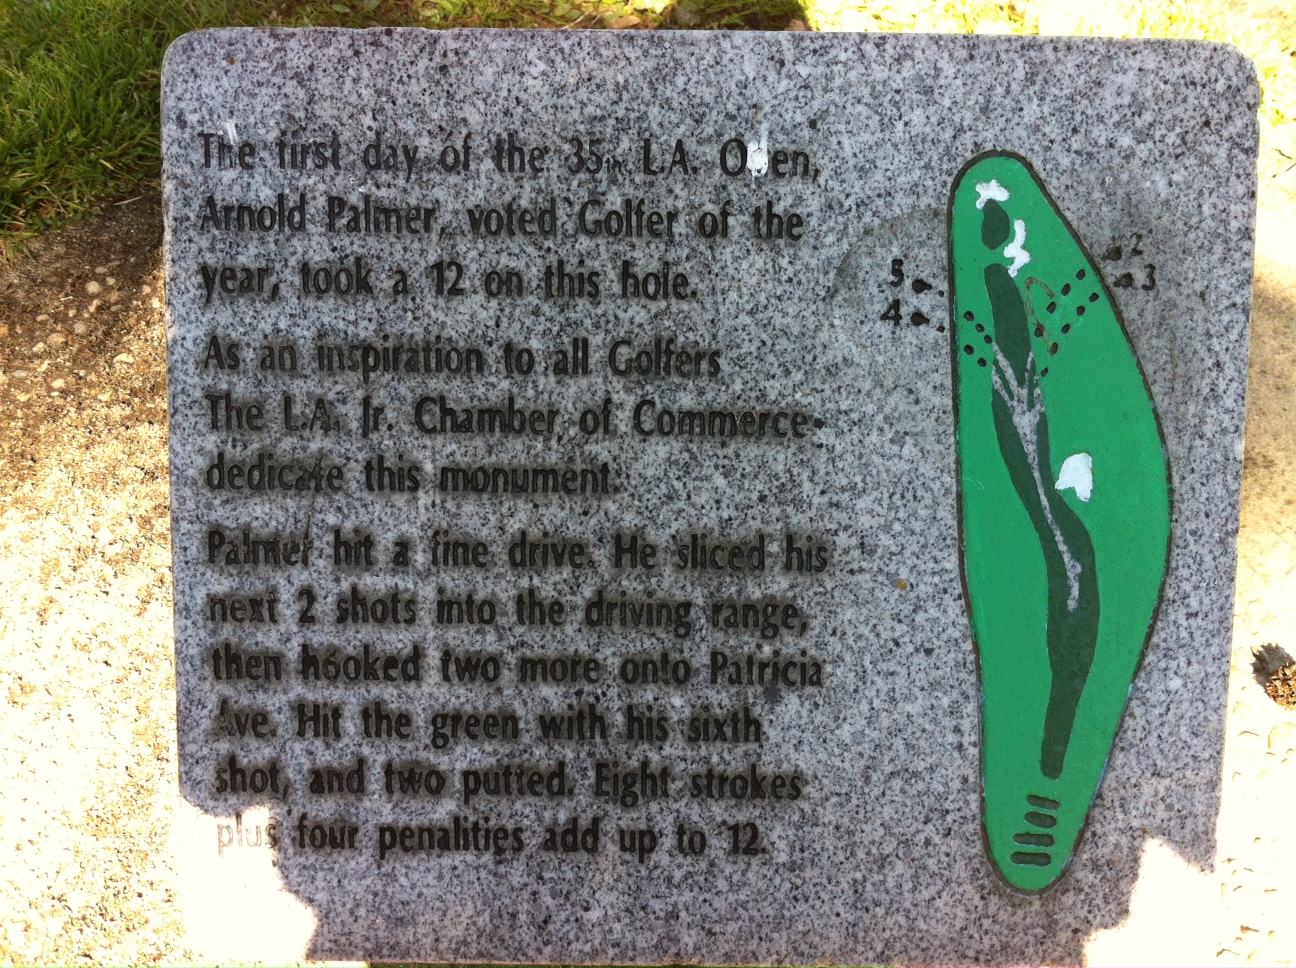 The first day of the 35th L.A. Open,
Arnold Palmer, voted Golfer of the
year, took a 12 on this hole.
As an inspiration to all Golfers
The L.A. Jr. Chamber of Commerce
dedicate this monument.
Palmer hit a fine drive. He sliced his
next 2 shots into the driving range,
then hooked two more onto Patricia
Ave. Hit the green with his sixth
shot, and two putted. Eight strokes
plus four penalities add up to 12.
5
4
2
3